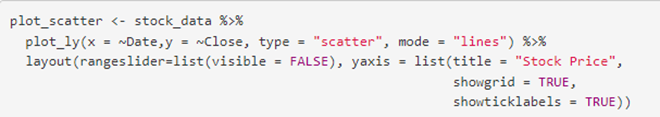 plot_scatter <- stock_data %>%
plot_ly(x = ~Date,y = ~Close, type = "scatter", mode = "lines") %>%
layout(rangeslider=list(visible = FALSE), yaxis = list(title = "Stock Price",
showgrid = TRUE,
showticklabels = TRUE))